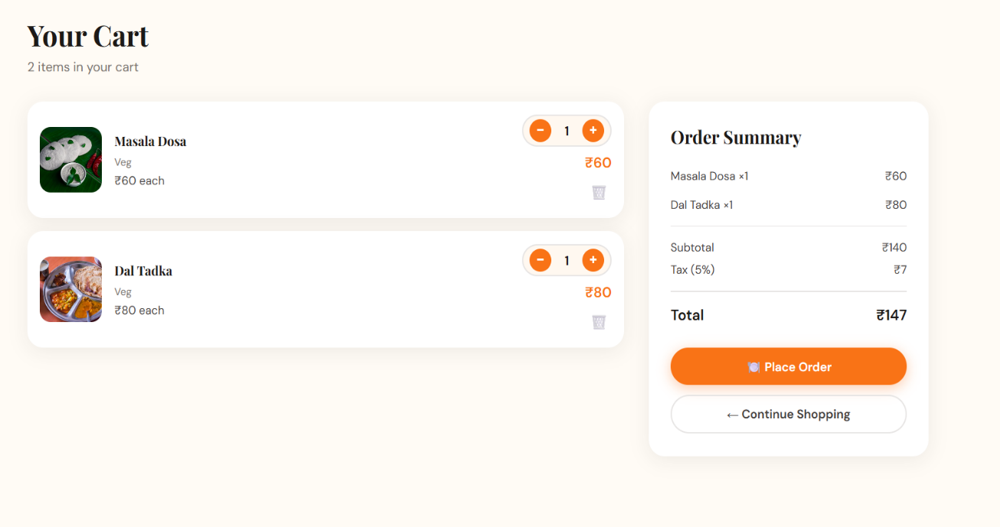 Your Cart
2 items in your cart
Masala Dosa
Veg
₹60 each
− 1 +
₹60
Dal Tadka
Veg
₹80 each
− 1 +
₹80
Order Summary
Masala Dosa ×1 ₹60
Dal Tadka ×1 ₹80
Subtotal ₹140
Tax (5%) ₹7
Total ₹147
🍽️ Place Order
← Continue Shopping